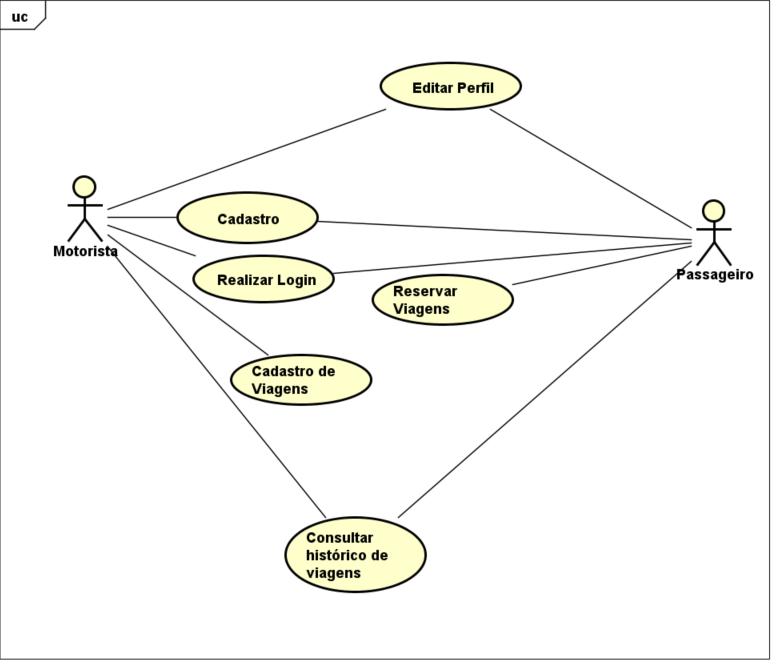 uc
Editar Perfil
Motorista
Cadastro
Passageiro
Realizar Login
Reservar
Viagens
Cadastro de
Viagens
Consultar
histórico de
viagens